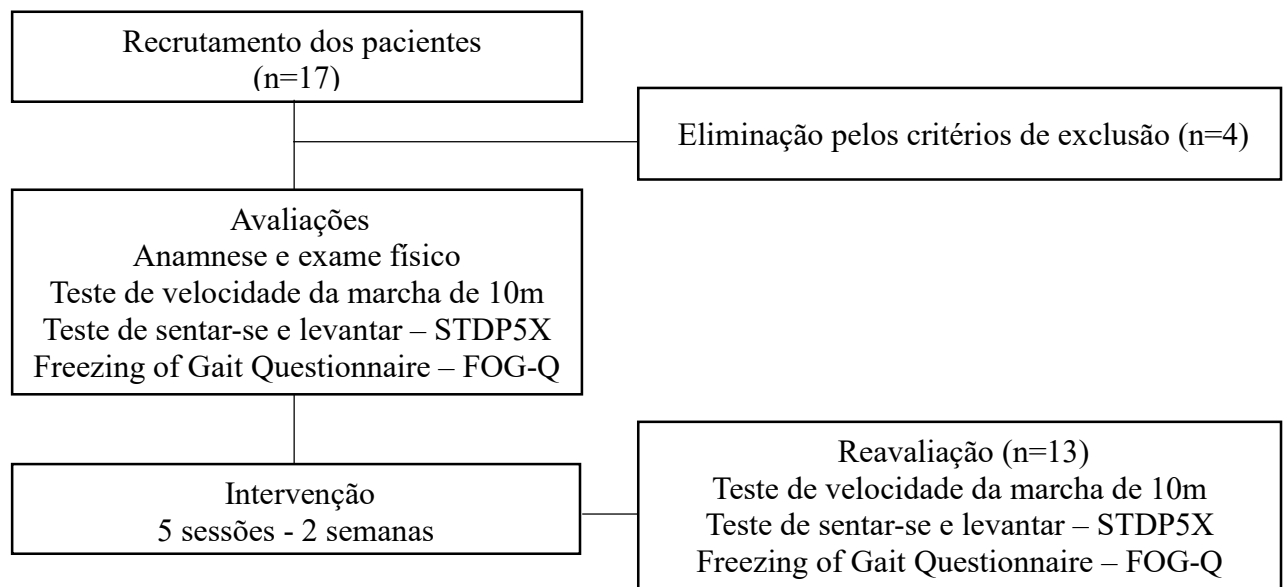 Recrutamento dos pacientes
(n=17)
Eliminação pelos critérios de exclusão (n=4)
Avaliações
Anamnese e exame físico
Teste de velocidade da marcha de 10m
Teste de sentar-se e levantar – STDP5X
Freezing of Gait Questionnaire – FOG-Q
Intervenção
5 sessões - 2 semanas
Reavaliação (n=13)
Teste de velocidade da marcha de 10m
Teste de sentar-se e levantar – STDP5X
Freezing of Gait Questionnaire – FOG-Q